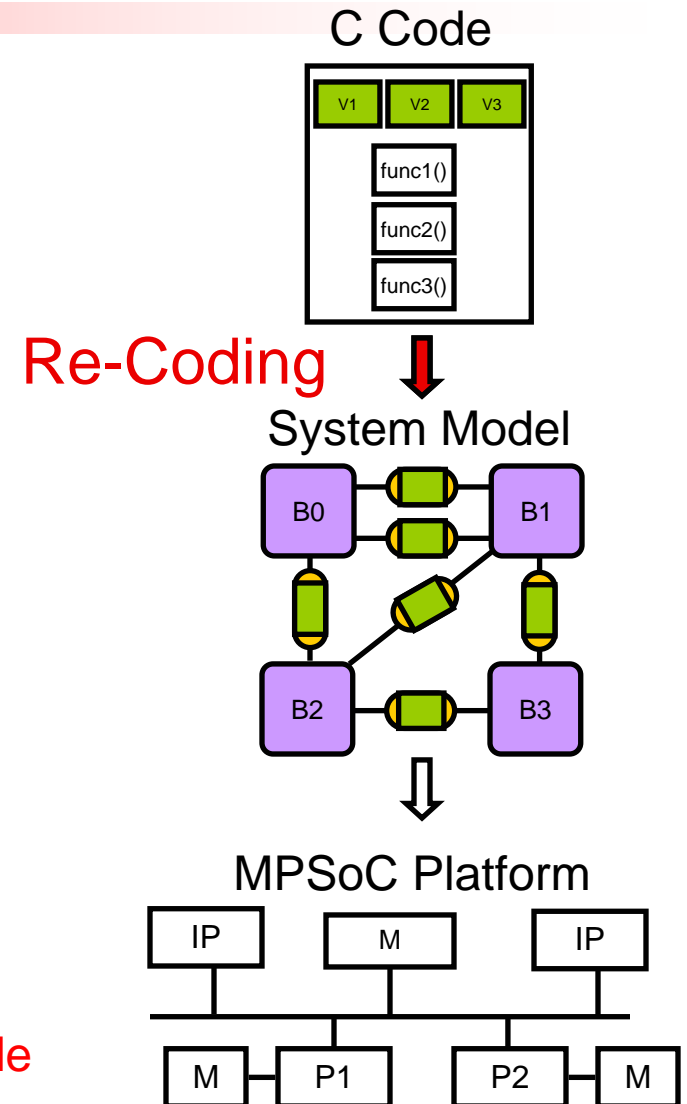 C Code
V1 V2 V3
func1()
func2()
func3()
Re-Coding
System Model
B0 B1
B2 B3
MPSoC Platform
IP M IP
M P1 P2 M